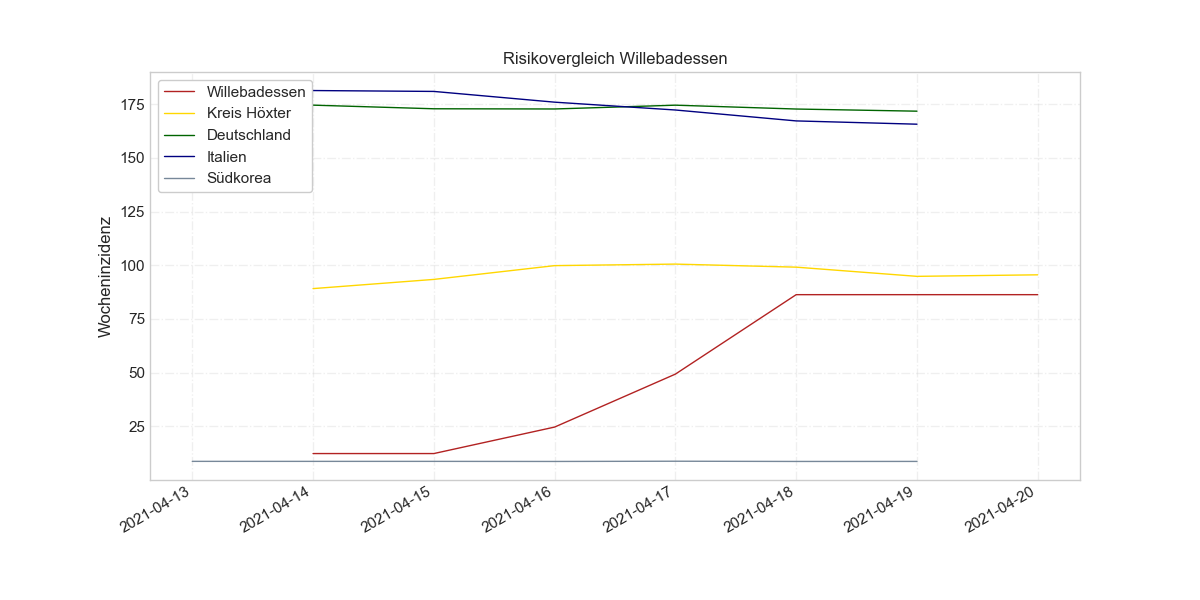 Risikovergleich Willebadessen
Willebadessen
Kreis Höxter
Deutschland
Italien
Südkorea
Wocheninzidenz
175
150
125
100
75
50
25
2021-04-13
2021-04-14
2021-04-15
2021-04-16
2021-04-17
2021-04-18
2021-04-19
2021-04-20